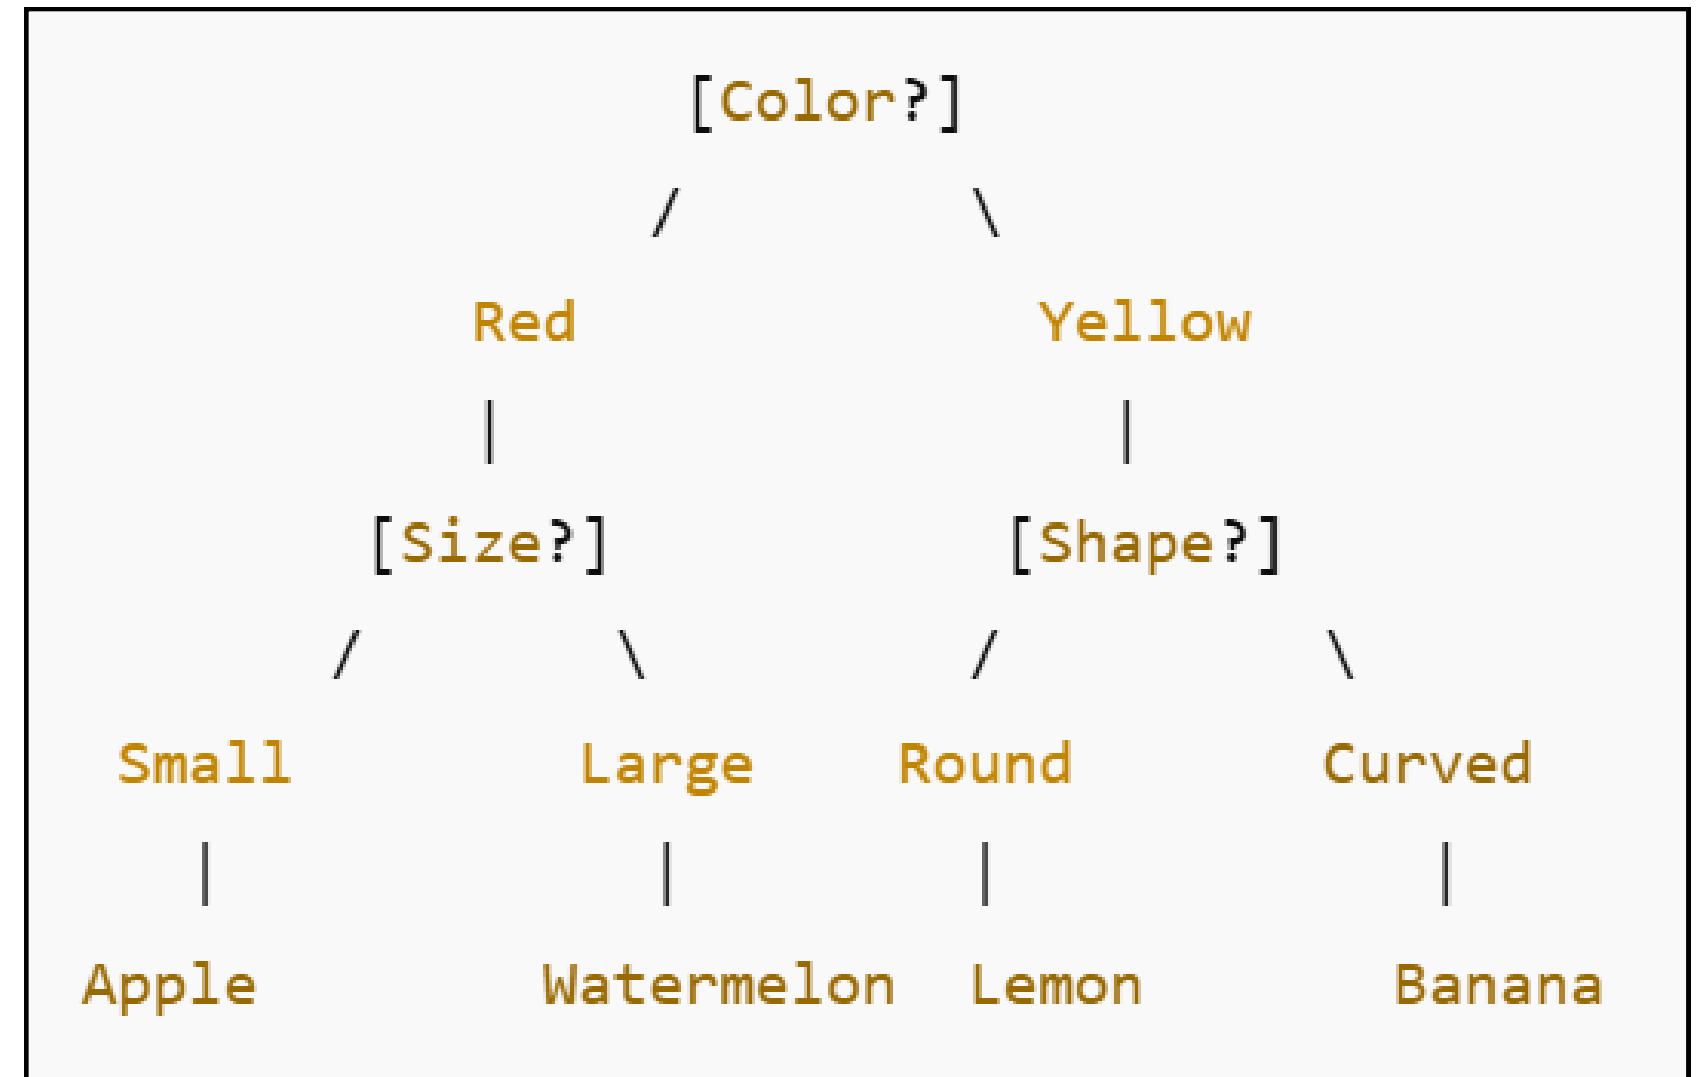 [Color?]
/ \
Red Yellow
| |
[Size?] [Shape?]
/ \ / \
Small Large Round Curved
| | | |
Apple Watermelon Lemon Banana